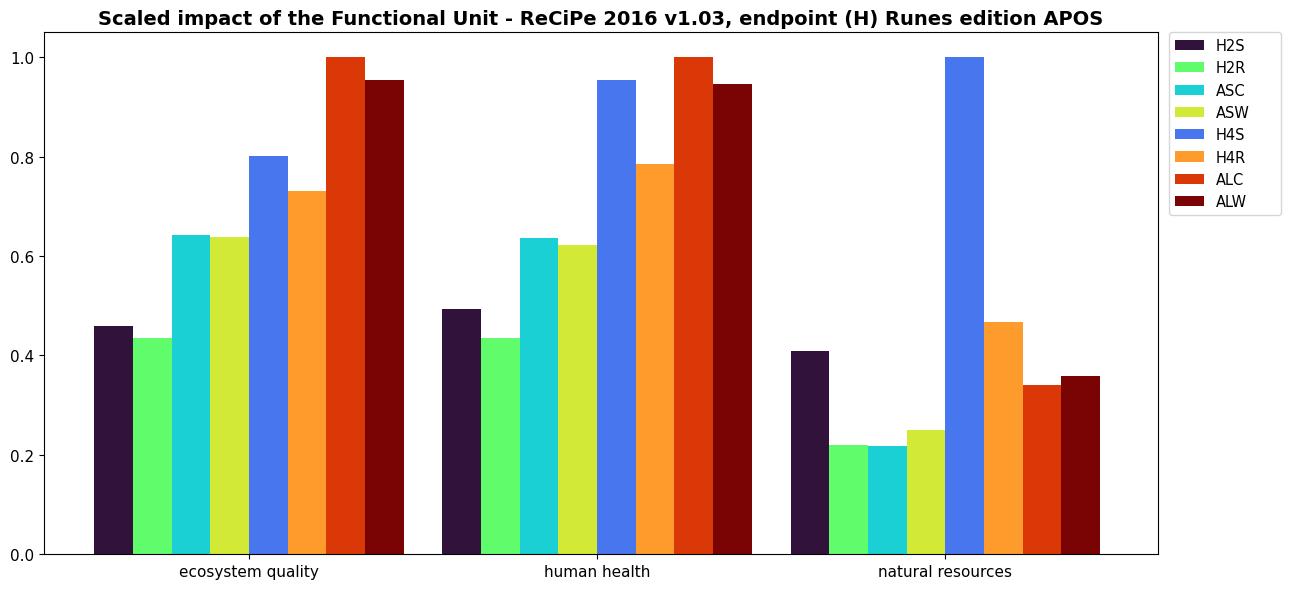 Scaled impact of the Functional Unit - ReCiPe 2016 v1.03, endpoint (H) Runes edition APOS
1.0
0.8
0.6
0.4
0.2
0.0
ecosystem quality
human health
natural resources
H2S
H2R
ASC
ASW
H4S
H4R
ALC
ALW